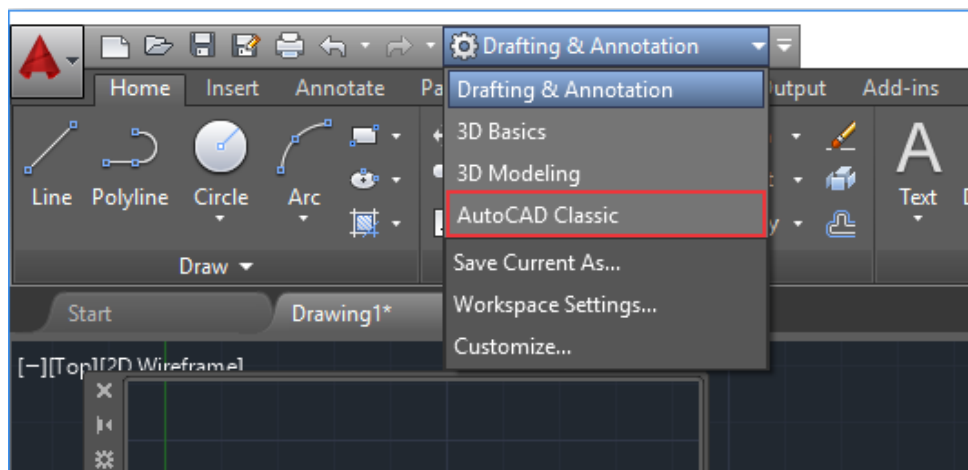 Drafting & Annotation
Home Insert Annotate Pa Drafting & Annotation utput Add-ins
3D Basics
3D Modeling
AutoCAD Classic
Line Polyline Circle Arc Text
Save Current As...
Draw
Workspace Settings...
Start Drawing1*
Customize...
[−][Top][2D Wireframe]